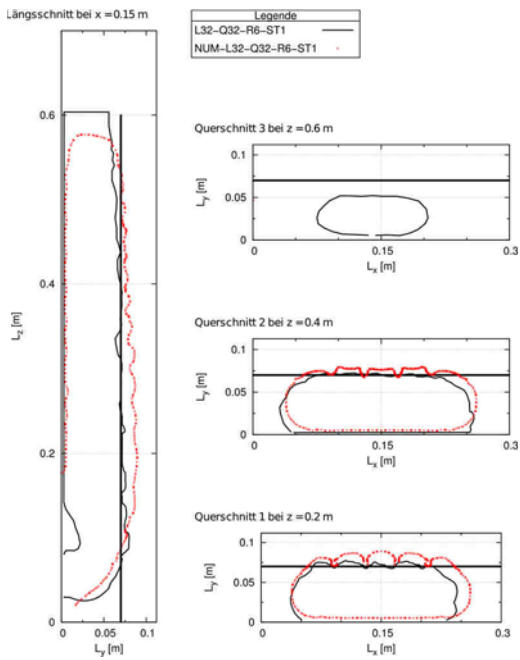 Längsschnitt bei x = 0.15 m
Legende
L32-Q32-R6-ST1
NUM-L32-Q32-R6-ST1
0.6
0.4
0.2
0
L_z [m]
0
0.05
0.1
L_y [m]
Querschnitt 3 bei z = 0.6 m
0.1
0.05
0
L_y [m]
0
0.15
0.3
L_x [m]
Querschnitt 2 bei z = 0.4 m
0.1
0.05
0
L_y [m]
0
0.15
0.3
L_x [m]
Querschnitt 1 bei z = 0.2 m
0.1
0.05
0
L_y [m]
0
0.15
0.3
L_x [m]